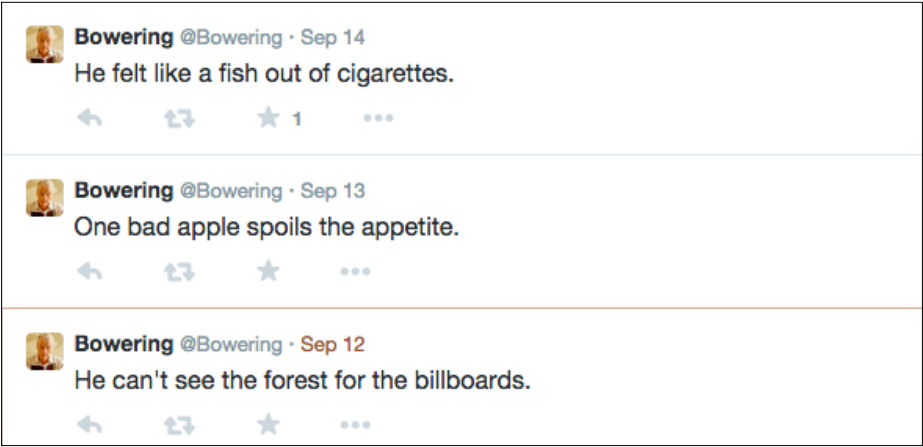 Bowering @Bowering · Sep 14
He felt like a fish out of cigarettes.
1
Bowering @Bowering · Sep 13
One bad apple spoils the appetite.
Bowering @Bowering · Sep 12
He can't see the forest for the billboards.